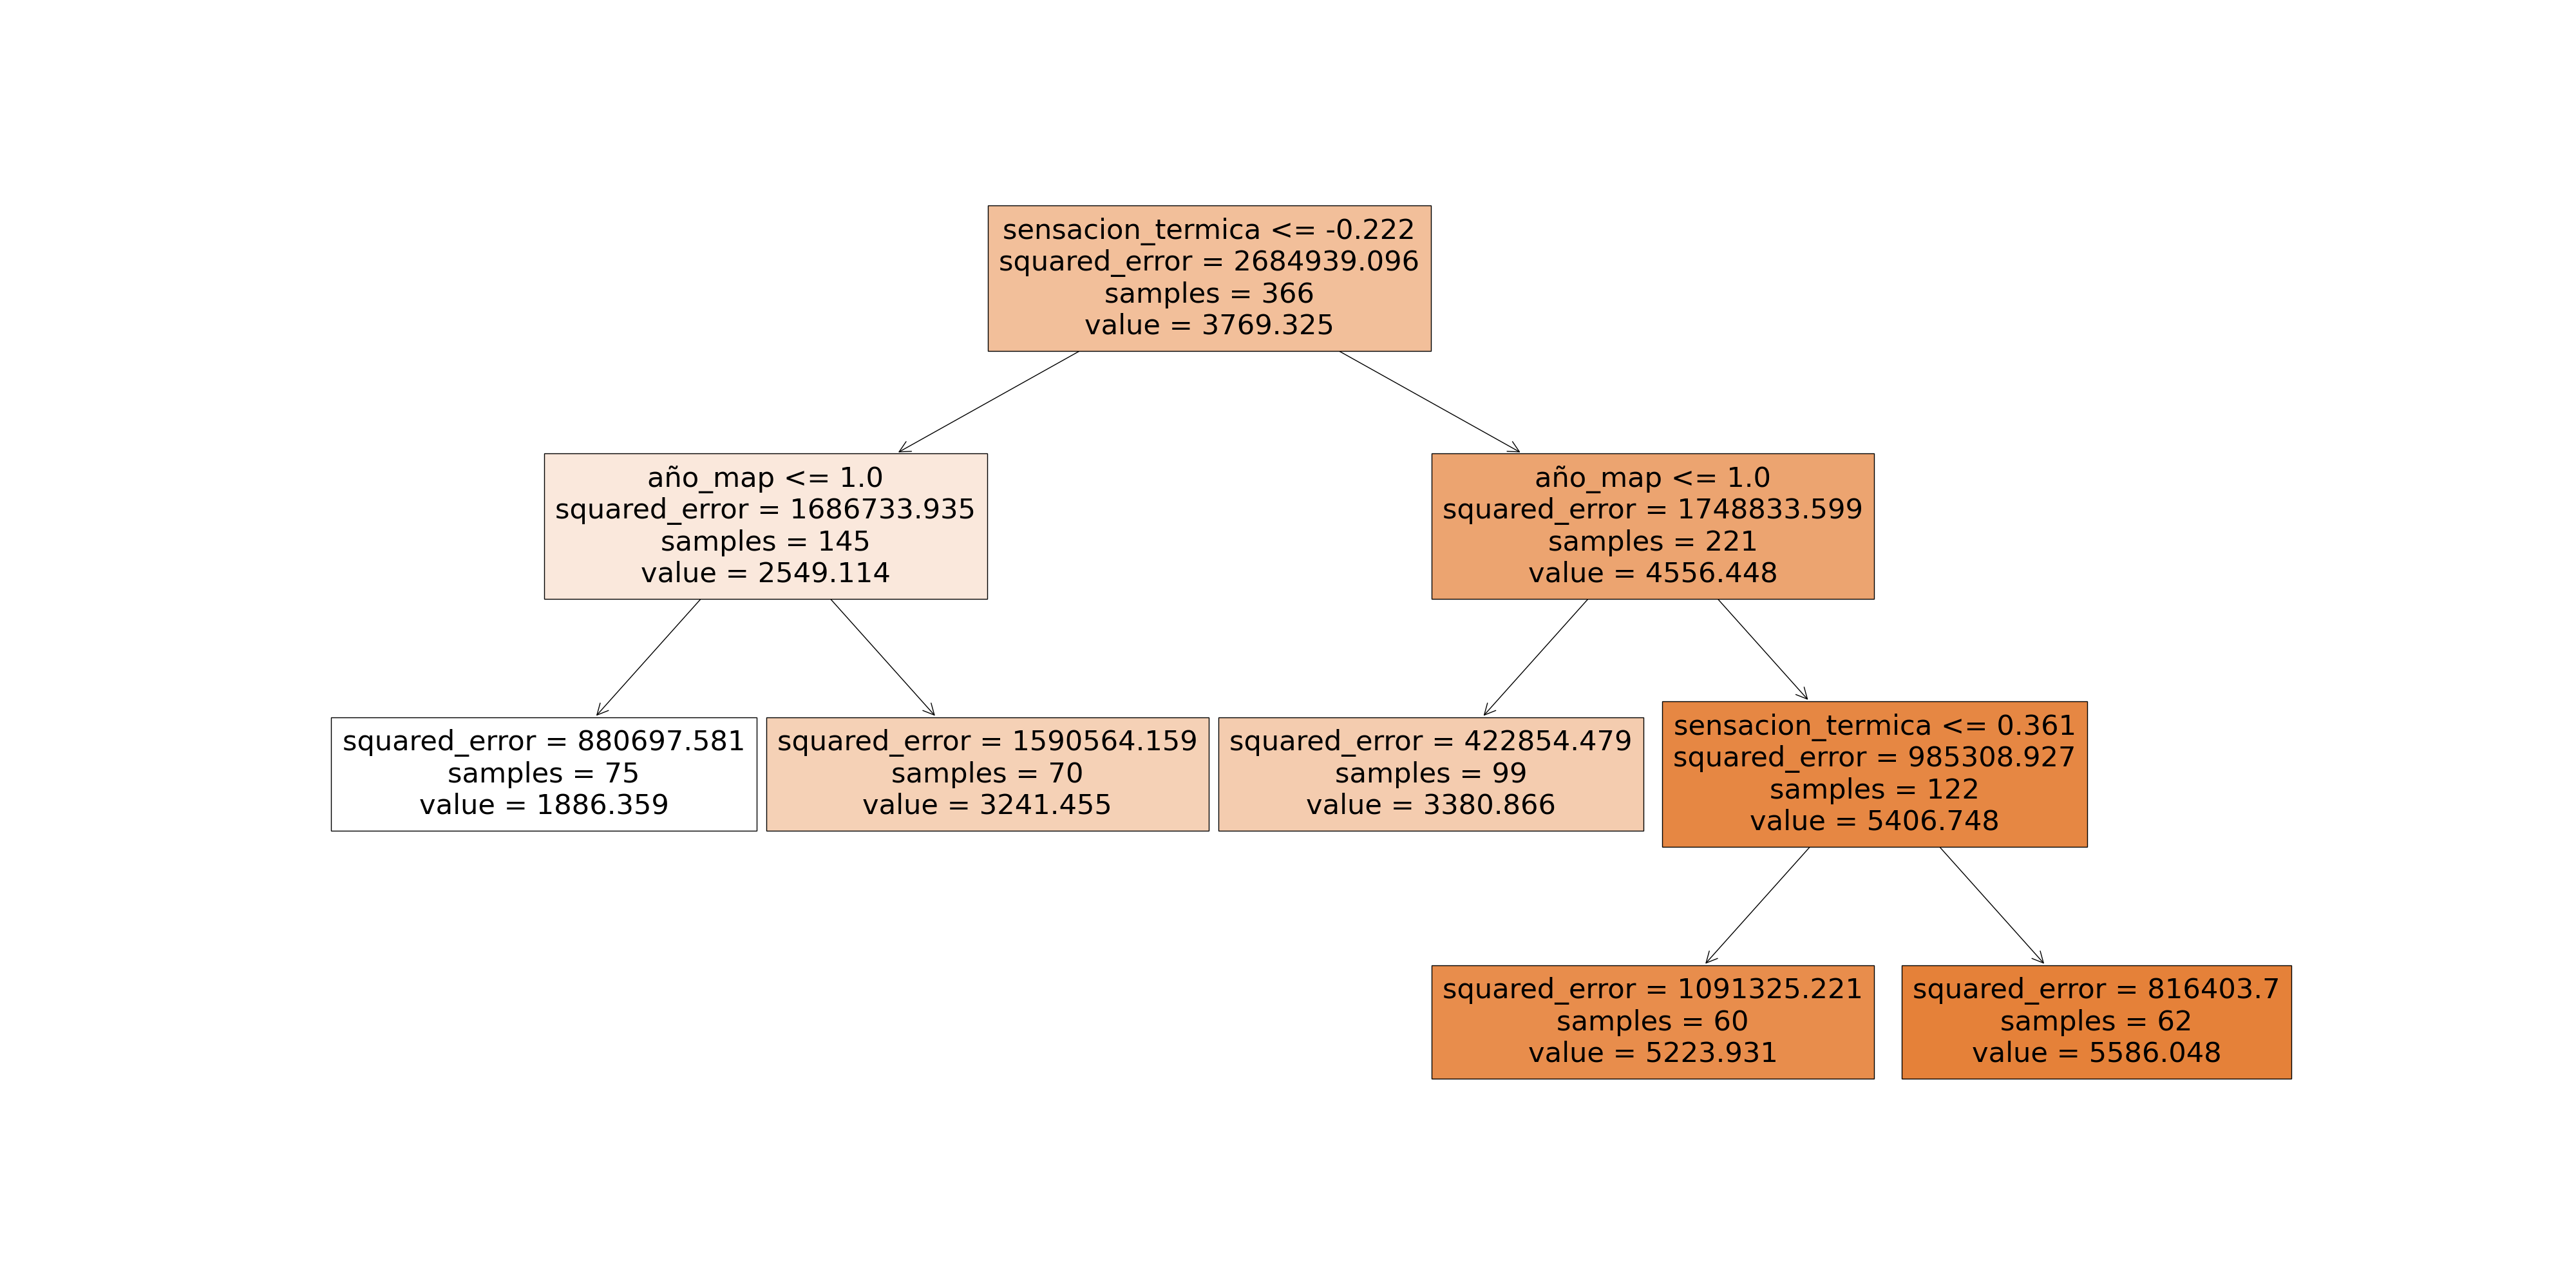 sensacion_termica <= -0.222
squared_error = 2684939.096
samples = 366
value = 3769.325
año_map <= 1.0
squared_error = 1686733.935
samples = 145
value = 2549.114
año_map <= 1.0
squared_error = 1748833.599
samples = 221
value = 4556.448
squared_error = 880697.581
samples = 75
value = 1886.359
squared_error = 1590564.159
samples = 70
value = 3241.455
squared_error = 422854.479
samples = 99
value = 3380.866
sensacion_termica <= 0.361
squared_error = 985308.927
samples = 122
value = 5406.748
squared_error = 1091325.221
samples = 60
value = 5223.931
squared_error = 816403.7
samples = 62
value = 5586.048